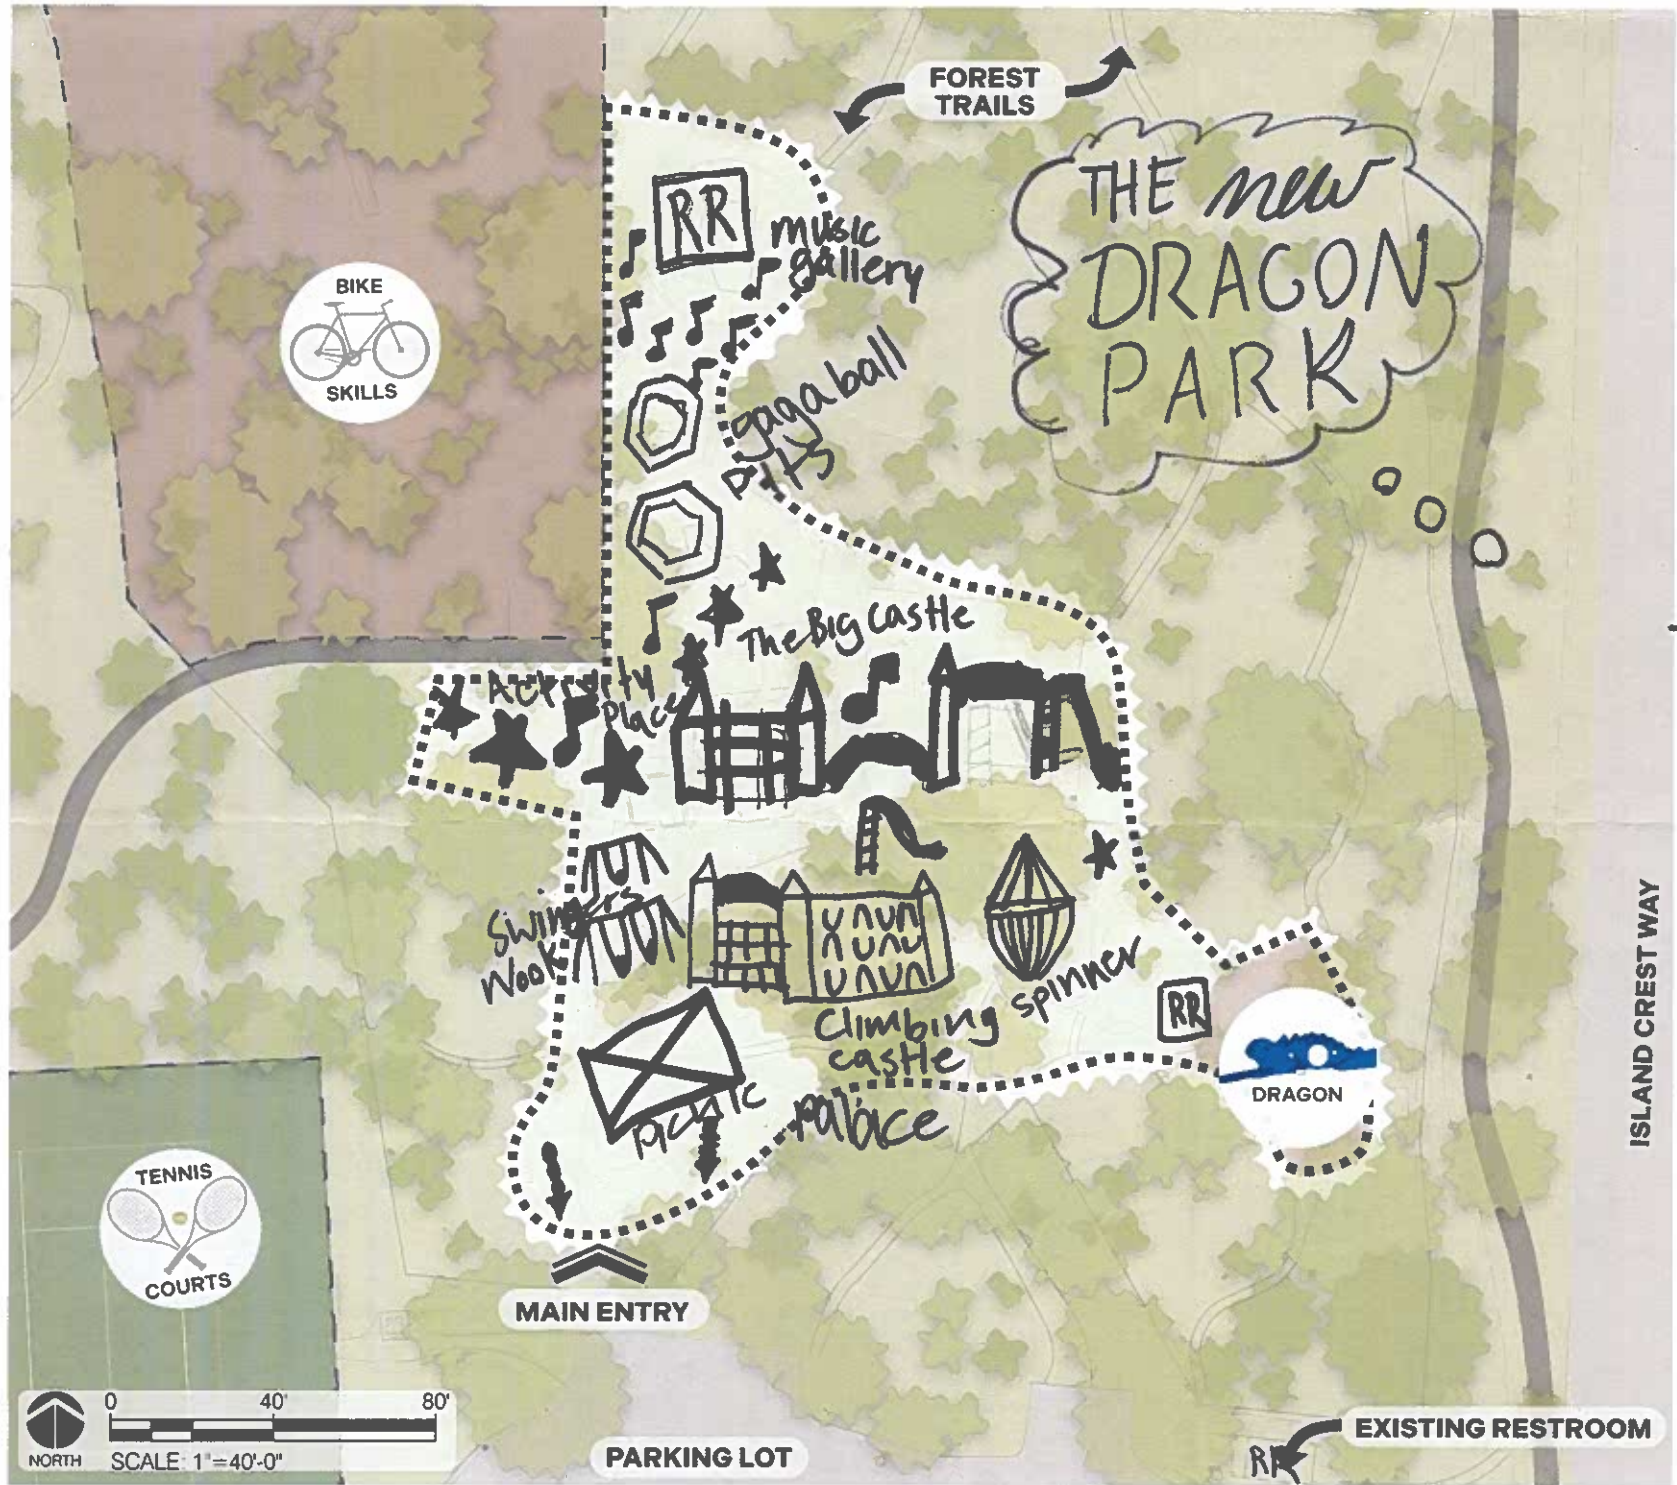 FOREST
TRAILS
THE new
DRAGON
PARK
RR
music
gallery
BIKE
SKILLS
gagaball
pits
The Big Castle
Activity
Place
Swingers
Nook
spinner
Climbing
castle
RR
picnic palace
DRAGON
ISLAND CREST WAY
TENNIS
COURTS
MAIN ENTRY
0 40' 80'
NORTH
SCALE: 1"=40'-0"
PARKING LOT
EXISTING RESTROOM
RR